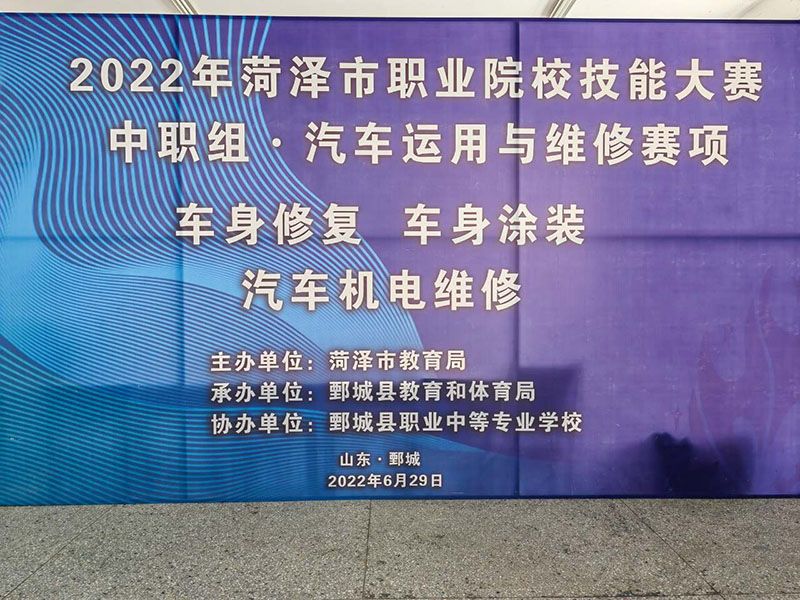 2022年菏泽市职业院校技能大赛
中职组·汽车运用与维修赛项
车身修复 车身涂装
汽车机电维修
主办单位：菏泽市教育局
承办单位：鄄城县教育和体育局
协办单位：鄄城县职业中等专业学校
山东·鄄城
2022年6月29日